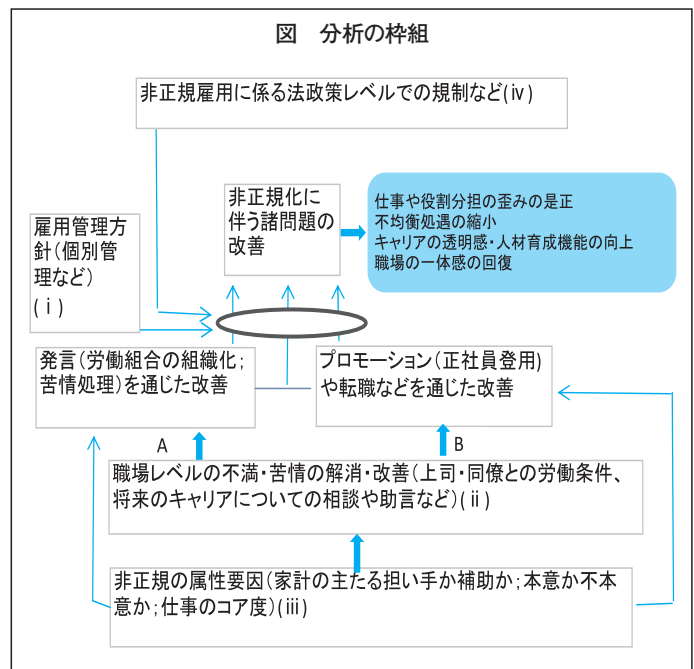 図　分析の枠組
非正規雇用に係る法政策レベルでの規制など(iv)
非正規化に
伴う諸問題の
改善
仕事や役割分担の歪みの是正
不均衡処遇の縮小
キャリアの透明感・人材育成機能の向上
職場の一体感の回復
雇用管理方
針(個別管
理など)
(ⅰ)
発言(労働組合の組織化;
苦情処理)を通じた改善
プロモーション(正社員登用)
や転職などを通じた改善
A
B
職場レベルの不満・苦情の解消・改善(上司・同僚との労働条件、
将来のキャリアについての相談や助言など)(ⅱ)
非正規の属性要因(家計の主たる担い手か補助か;本意か不本
意か;仕事のコア度)(iii)